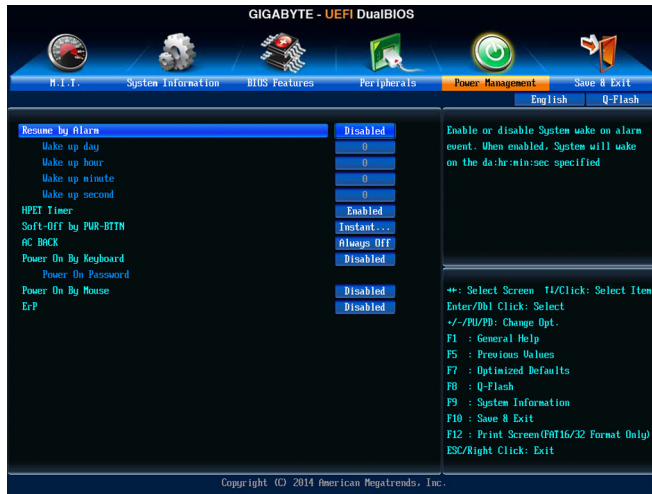 GIGABYTE - UEFI DualBIOS
M.I.T. System Information BIOS Features Peripherals Power Management Save & Exit
English Q-Flash
Resume by Alarm Disabled
Wake up day 0
Wake up hour 0
Wake up minute 0
Wake up second 0
HPET Timer Enabled
Soft-Off by PWR-BTTN Instant...
AC BACK Always Off
Power On By Keyboard Disabled
Power On Password
Power On By Mouse Disabled
ErP Disabled
Enable or disable System wake on alarm
event. When enabled, System will wake
on the da:hr:min:sec specified
→←: Select Screen ↑↓/Click: Select Item
Enter/Dbl Click: Select
+/-/PU/PD: Change Opt.
F1 : General Help
F5 : Previous Values
F7 : Optimized Defaults
F8 : Q-Flash
F9 : System Information
F10 : Save & Exit
F12 : Print Screen(FAT16/32 Format Only)
ESC/Right Click: Exit
Copyright (C) 2014 American Megatrends, Inc.